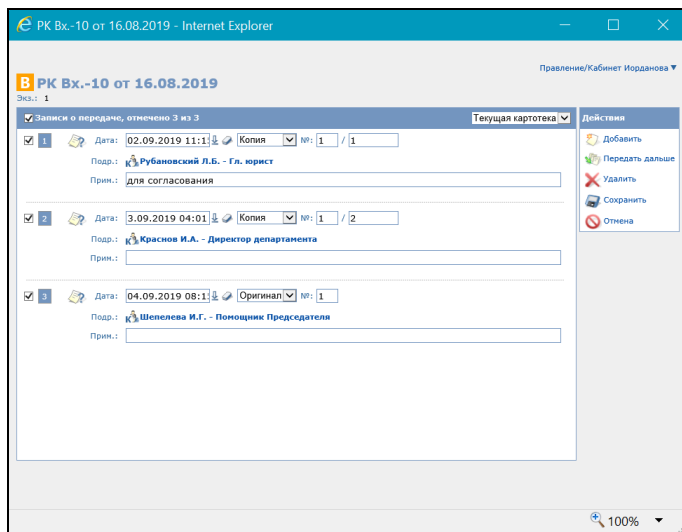 РК Вх.-10 от 16.08.2019 - Internet Explorer
Правление/Кабинет Иорданова
В РК Вх.-10 от 16.08.2019
Экз.: 1
Записи о передаче, отмечено 3 из 3 Текущая картотека
Действия
1 Дата: 02.09.2019 11:1 Копия №: 1 / 1
Подр.: Рубановский Л.Б. - Гл. юрист
Прим.: для согласования
2 Дата: 3.09.2019 04:01 Копия №: 1 / 2
Подр.: Краснов И.А. - Директор департамента
Прим.:
3 Дата: 04.09.2019 08:1 Оригинал №: 1
Подр.: Шепелева И.Г. - Помощник Председателя
Прим.:
Добавить
Передать дальше
Удалить
Сохранить
Отмена
100%